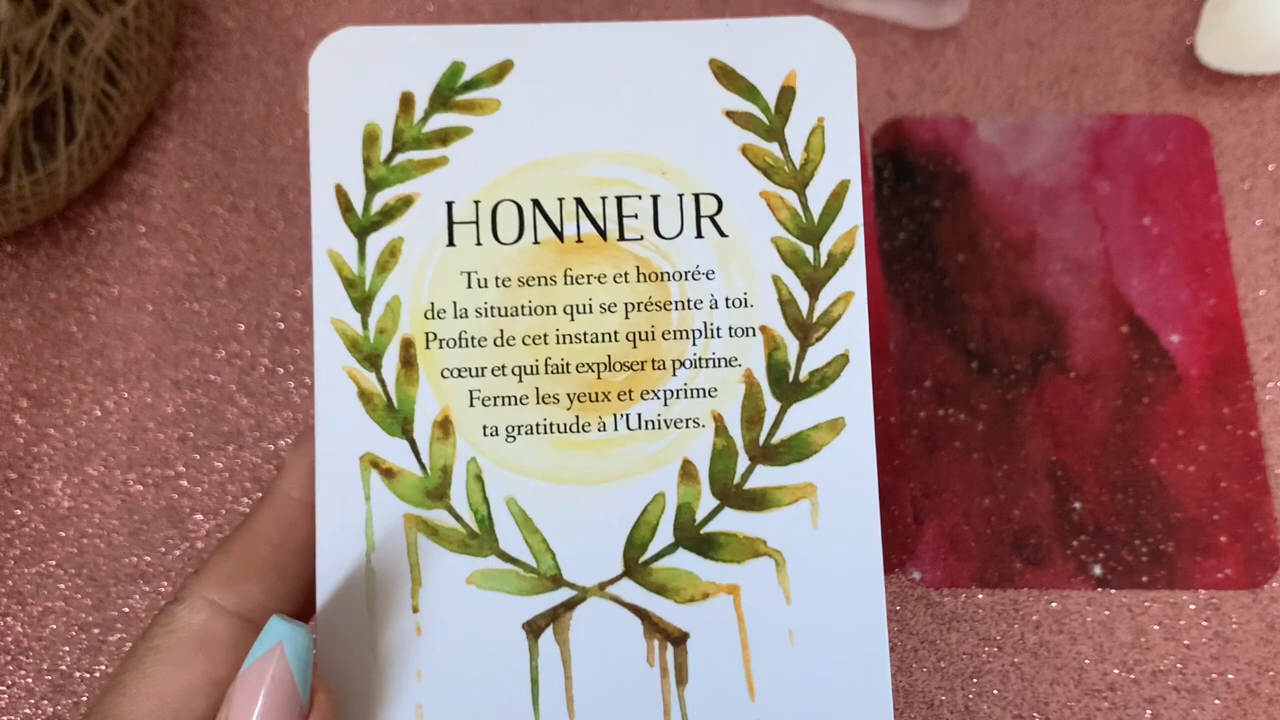 HONNEUR
Tu te sens fier·e et honoré·e
de la situation qui se présente à toi.
Profite de cet instant qui emplit ton
cœur et qui fait exploser ta poitrine.
Ferme les yeux et exprime
ta gratitude à l'Univers.